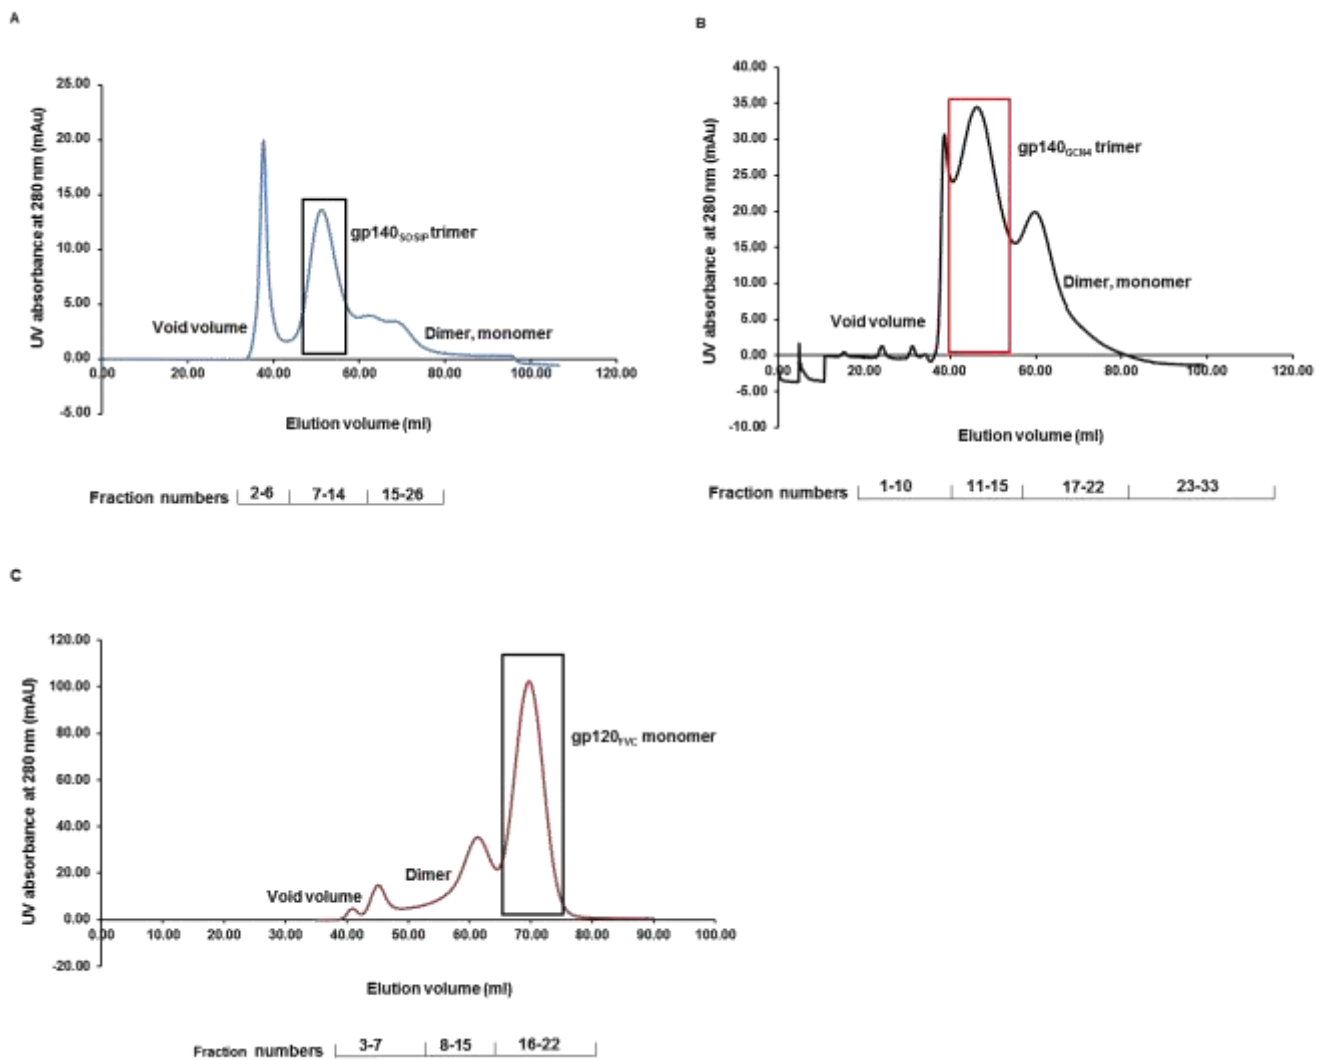 A
25.00
20.00
15.00
10.00
5.00
0.00
-5.00
0.00 20.00 40.00 60.00 80.00 100.00 120.00
UV absorbance at 280 nm (mAu)
gp140SOSIP trimer
Void volume
Dimer, monomer
Elution volume (ml)
Fraction numbers 2-6 7-14 15-26
B
40.00
35.00
30.00
25.00
20.00
15.00
10.00
5.00
0.00
-5.00
-10.00
0.00 20.00 40.00 60.00 80.00 100.00 120.00
UV absorbance at 280 nm (mAu)
gp140GCN4 trimer
Void volume
Dimer, monomer
Elution volume (ml)
Fraction numbers 1-10 11-15 17-22 23-33
C
120.00
100.00
80.00
60.00
40.00
20.00
0.00
-20.00
0.00 10.00 20.00 30.00 40.00 50.00 60.00 70.00 80.00 90.00 100.00
UV absorbance at 280 nm (mAU)
gp120FVC monomer
Dimer
Void volume
Elution volume (ml)
Fraction numbers 3-7 8-15 16-22